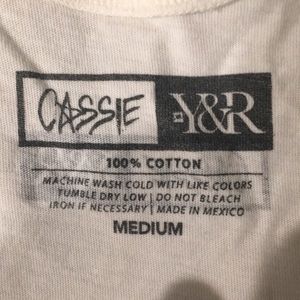 CASSIE Y&R
100% COTTON
MACHINE WASH COLD WITH LIKE COLORS
TUMBLE DRY LOW | DO NOT BLEACH
IRON IF NECESSARY | MADE IN MEXICO
MEDIUM